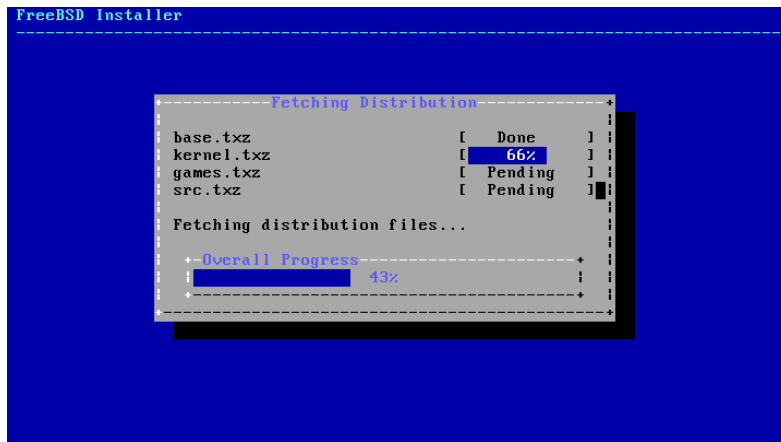 FreeBSD Installer
Fetching Distribution
base.txz [ Done ]
kernel.txz [ 66% ]
games.txz [ Pending ]
src.txz [ Pending ]
Fetching distribution files...
Overall Progress
43%